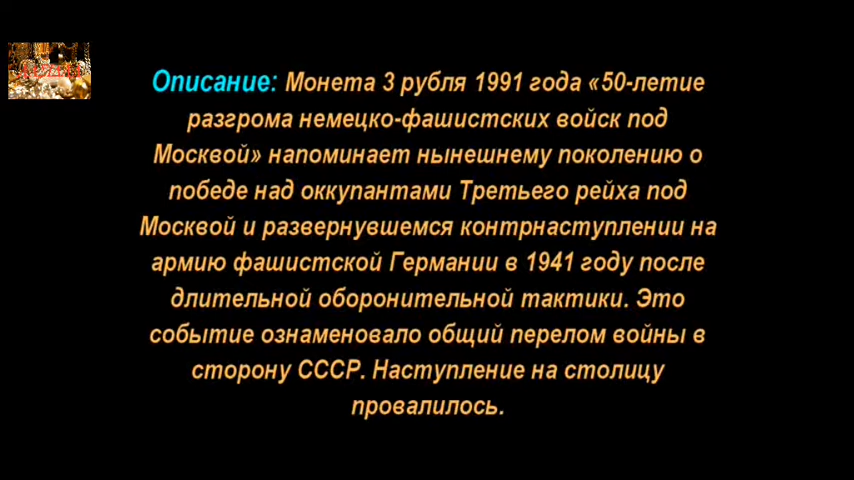 Описание: Монета 3 рубля 1991 года «50-летие
разгрома немецко-фашистских войск под
Москвой» напоминает нынешнему поколению о
победе над оккупантами Третьего рейха под
Москвой и развернувшемся контрнаступлении на
армию фашистской Германии в 1941 году после
длительной оборонительной тактики. Это
событие ознаменовало общий перелом войны в
сторону СССР. Наступление на столицу
провалилось.